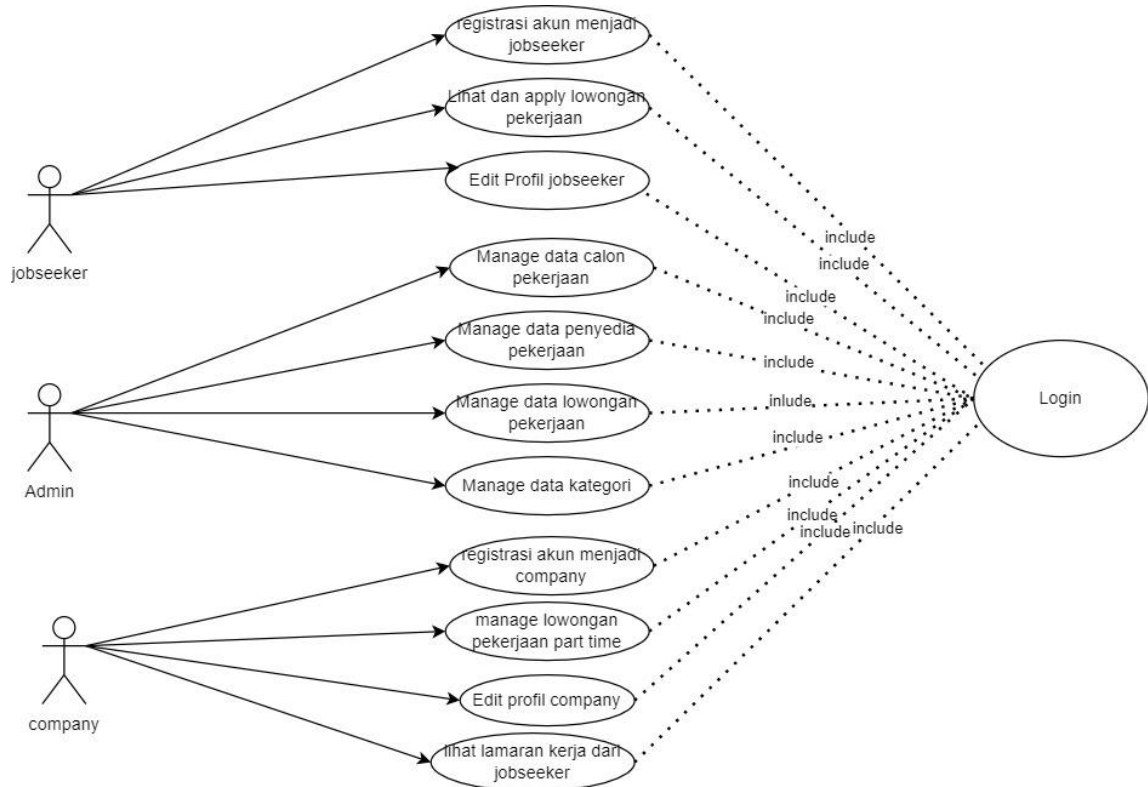 registrasi akun menjadi
jobseeker
Lihat dan apply lowongan
pekerjaan
Edit Profil jobseeker
jobseeker
Manage data calon
pekerjaan
Manage data penyedia
pekerjaan
Manage data lowongan
pekerjaan
Manage data kategori
Admin
registrasi akun menjadi
company
manage lowongan
pekerjaan part time
Edit profil company
lihat lamaran kerja dari
jobseeker
company
include
include
include
include
include
inlude
include
include
include
include
include
Login